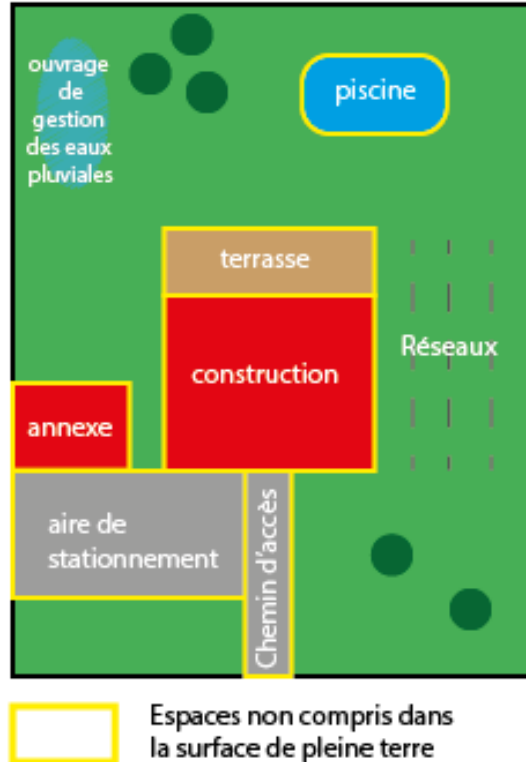 ouvrage
de
gestion
des eaux
pluviales
piscine
terrasse
construction
Réseaux
annexe
aire de
stationnement
Chemin d'accès
Espaces non compris dans
la surface de pleine terre